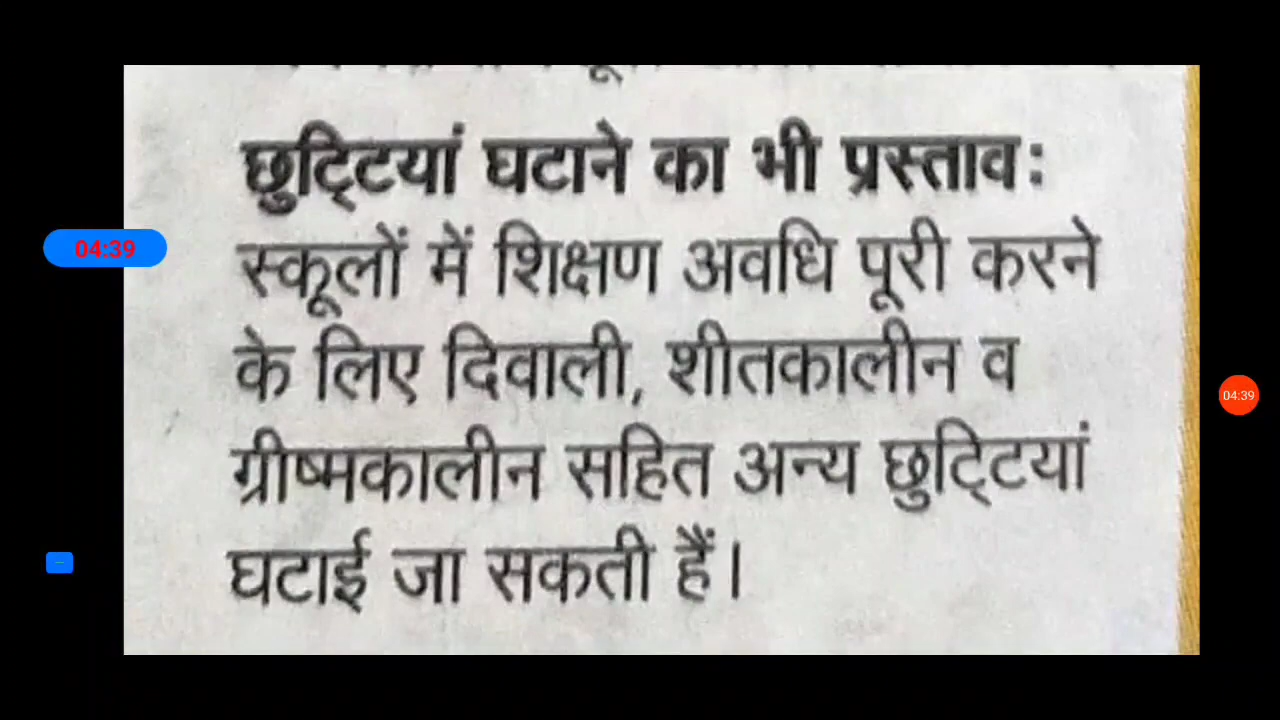 छुट्टियां घटाने का भी प्रस्ताव:
04:39
स्कूलों में शिक्षण अवधि पूरी करने
के लिए दिवाली, शीतकालीन व
04:39
ग्रीष्मकालीन सहित अन्य छुट्टियां
घटाई जा सकती हैं।